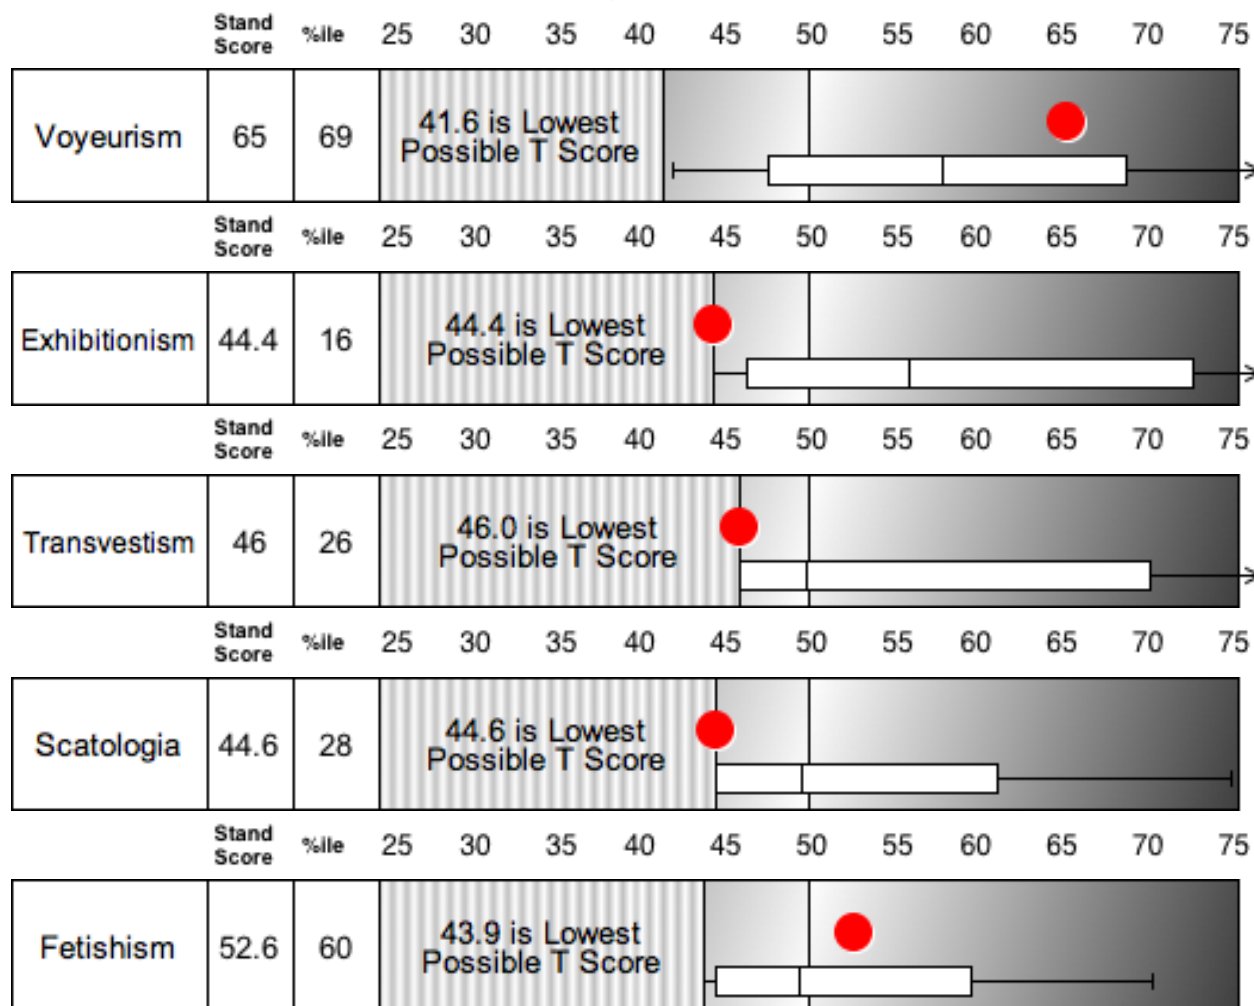 Stand Score %ile 25 30 35 40 45 50 55 60 65 70 75
Voyeurism 65 69 41.6 is Lowest
Possible T Score
Stand Score %ile 25 30 35 40 45 50 55 60 65 70 75
Exhibitionism 44.4 16 44.4 is Lowest
Possible T Score
Stand Score %ile 25 30 35 40 45 50 55 60 65 70 75
Transvestism 46 26 46.0 is Lowest
Possible T Score
Stand Score %ile 25 30 35 40 45 50 55 60 65 70 75
Scatologia 44.6 28 44.6 is Lowest
Possible T Score
Stand Score %ile 25 30 35 40 45 50 55 60 65 70 75
Fetishism 52.6 60 43.9 is Lowest
Possible T Score